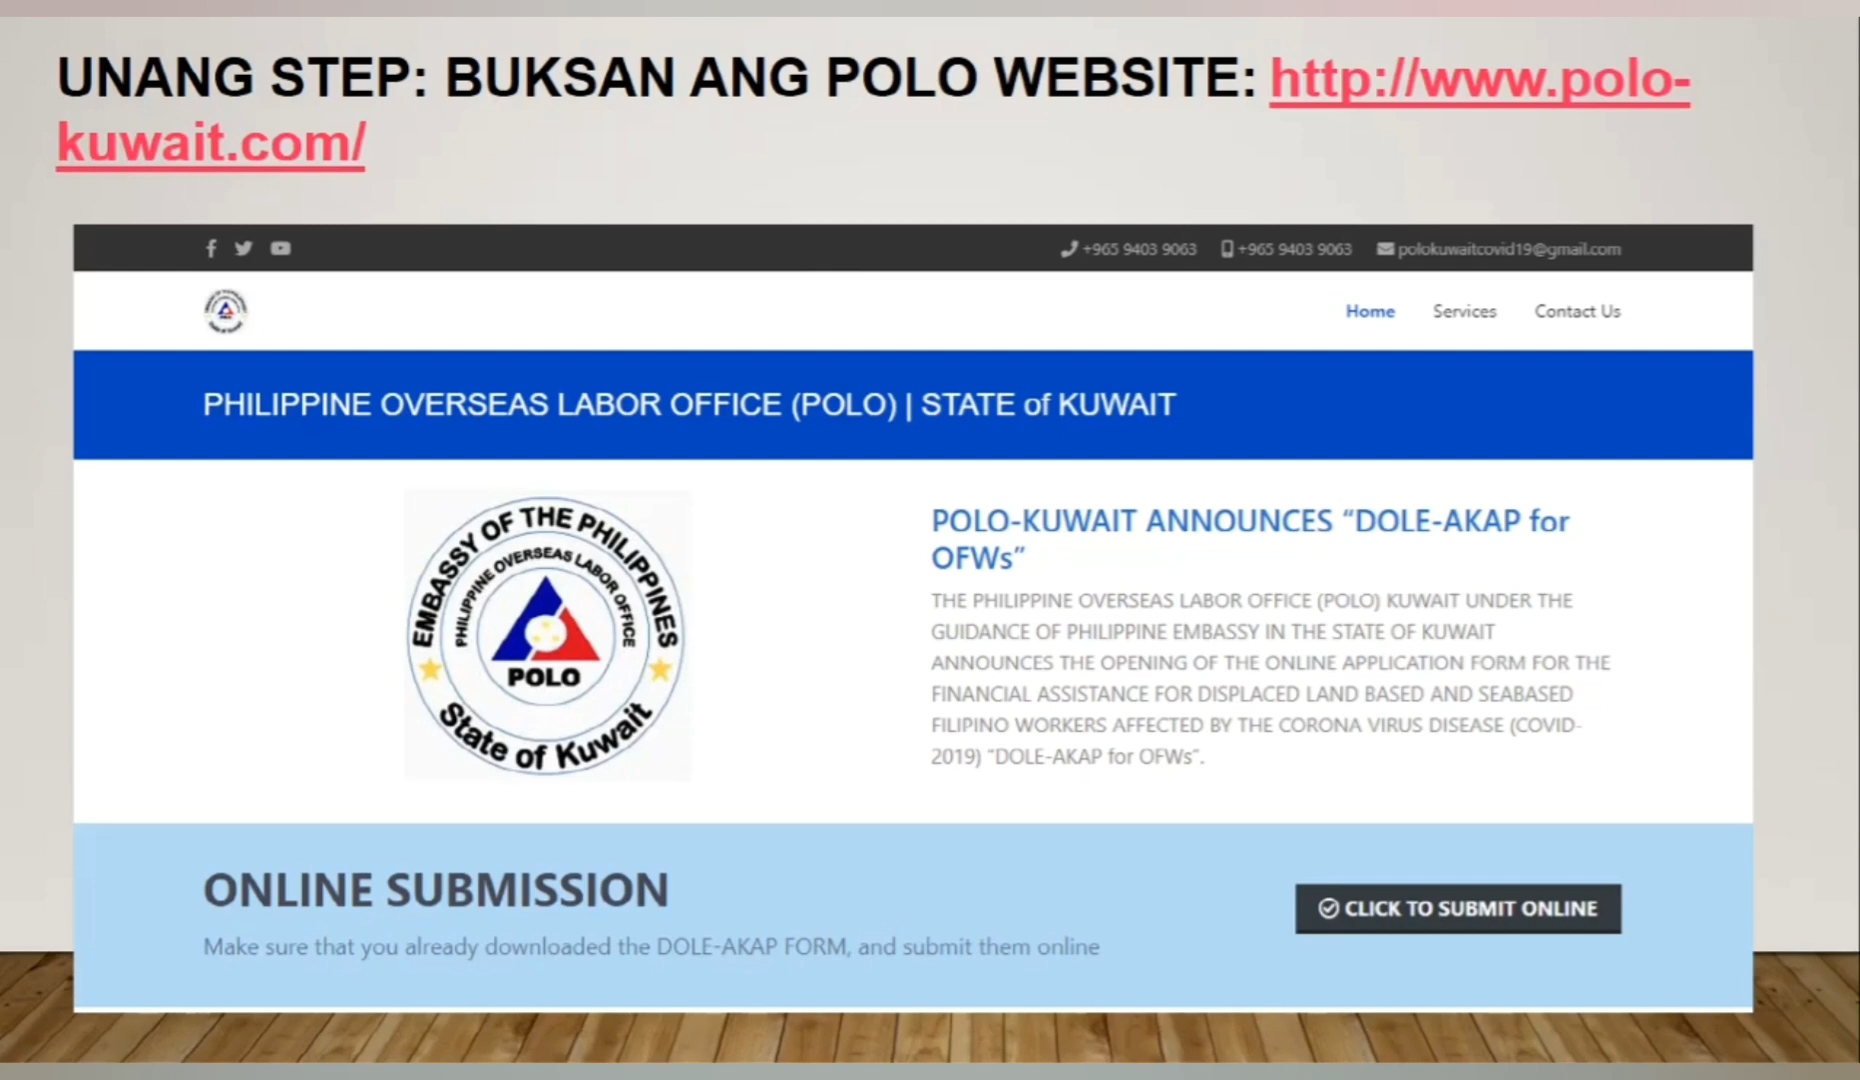 UNANG STEP: BUKSAN ANG POLO WEBSITE: http://www.polo-
kuwait.com/
+965 9403 9063 +965 9403 9063 polokuwaitcovid19@gmail.com
Home Services Contact Us
PHILIPPINE OVERSEAS LABOR OFFICE (POLO) | STATE of KUWAIT
EMBASSY OF THE PHILIPPINES
PHILIPPINE OVERSEAS LABOR OFFICE
POLO
State of Kuwait
POLO-KUWAIT ANNOUNCES “DOLE-AKAP for
OFWs”
THE PHILIPPINE OVERSEAS LABOR OFFICE (POLO) KUWAIT UNDER THE
GUIDANCE OF PHILIPPINE EMBASSY IN THE STATE OF KUWAIT
ANNOUNCES THE OPENING OF THE ONLINE APPLICATION FORM FOR THE
FINANCIAL ASSISTANCE FOR DISPLACED LAND BASED AND SEABASED
FILIPINO WORKERS AFFECTED BY THE CORONA VIRUS DISEASE (COVID-
2019) “DOLE-AKAP for OFWs”.
ONLINE SUBMISSION
CLICK TO SUBMIT ONLINE
Make sure that you already downloaded the DOLE-AKAP FORM, and submit them online